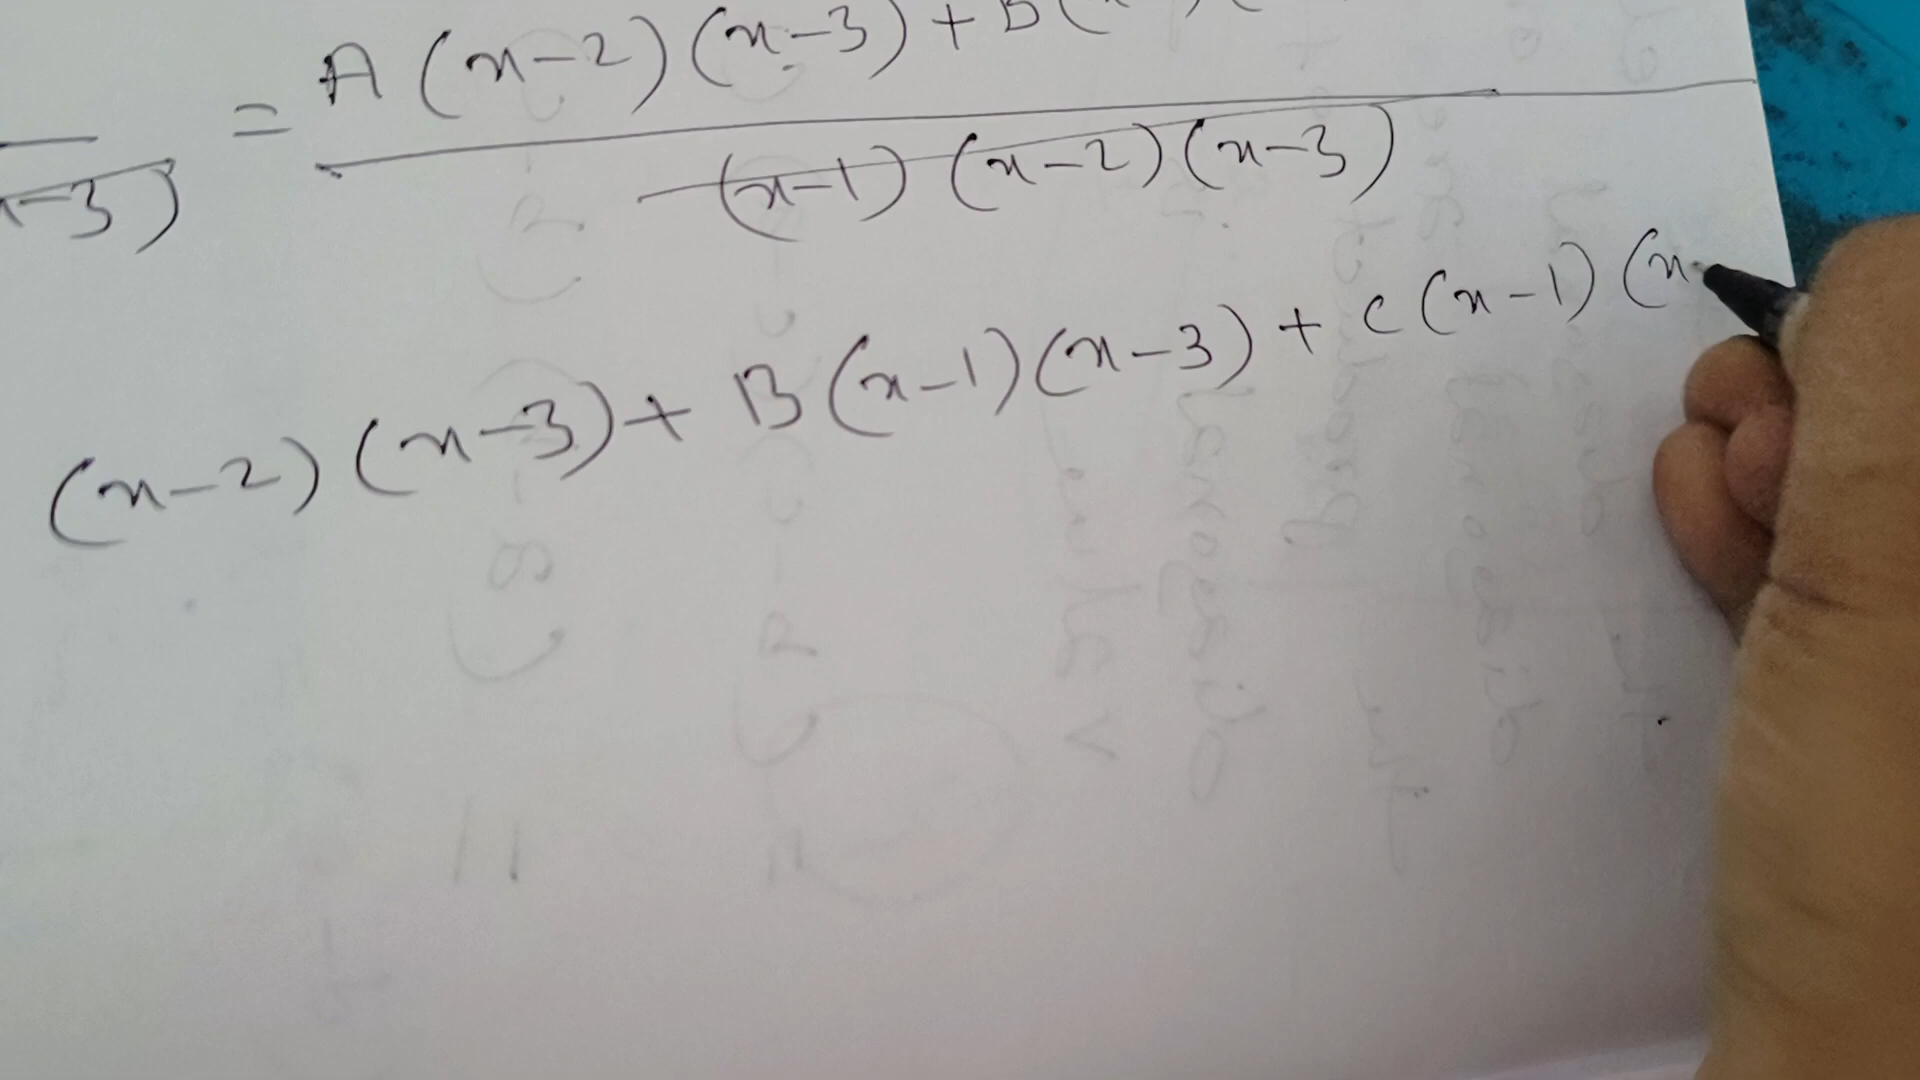 = A (x-2) (x-3) + B (
x-3) (x-1) (x-2) (x-3)
(x-2) (x-3) + B (x-1) (x-3) + C (x-1) (x